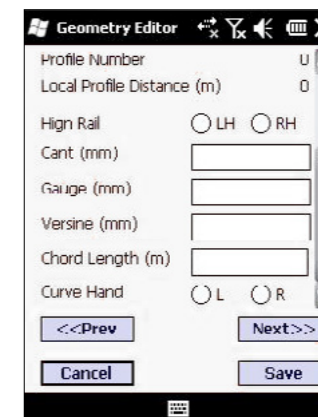 Geometry Editor
Profile Number 0
Local Profile Distance (m) 0
Hign Rail LH RH
Cant (mm)
Gauge (mm)
Versine (mm)
Chord Length (m)
Curve Hand L R
<<Prev Next>>
Cancel Save